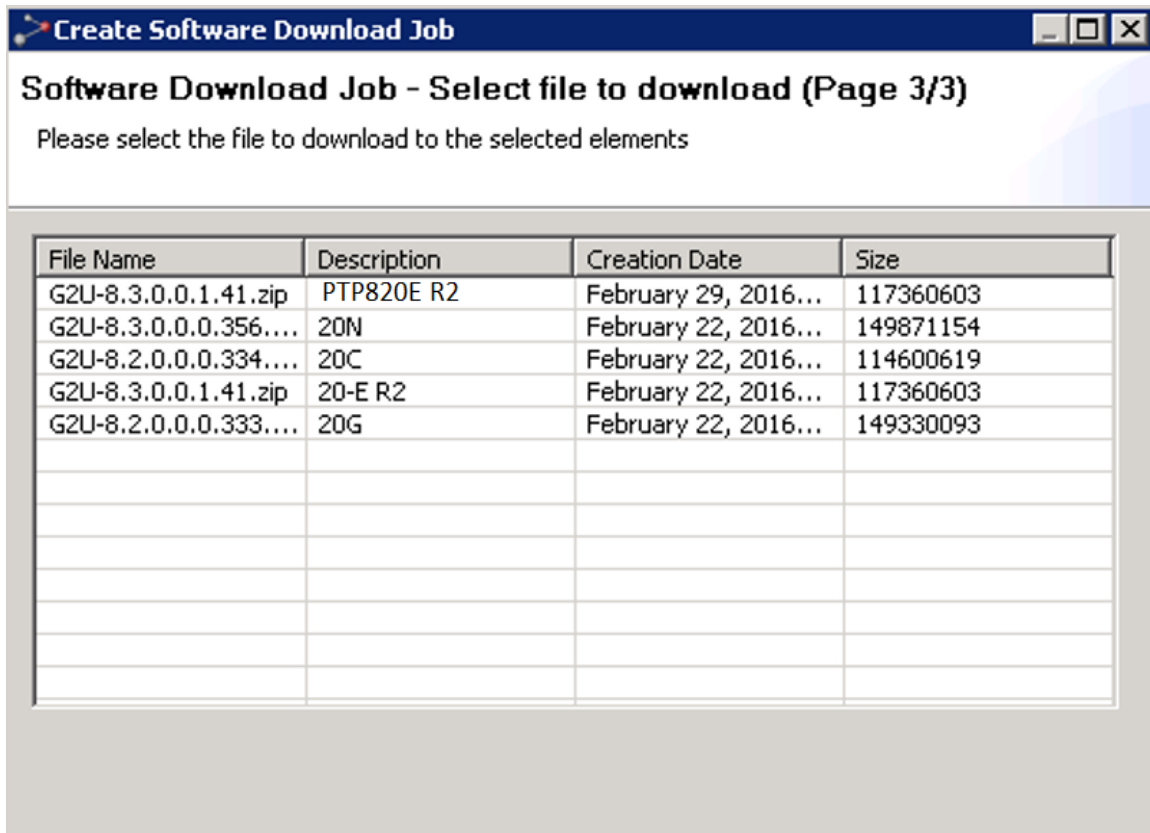 Create Software Download Job
Software Download Job - Select file to download (Page 3/3)
Please select the file to download to the selected elements
File Name Description Creation Date Size
G2U-8.3.0.0.1.41.zip PTP820E R2 February 29, 2016... 117360603
G2U-8.3.0.0.0.356.... 20N February 22, 2016... 149871154
G2U-8.2.0.0.0.334.... 20C February 22, 2016... 114600619
G2U-8.3.0.0.1.41.zip 20-E R2 February 22, 2016... 117360603
G2U-8.2.0.0.0.333.... 20G February 22, 2016... 149330093